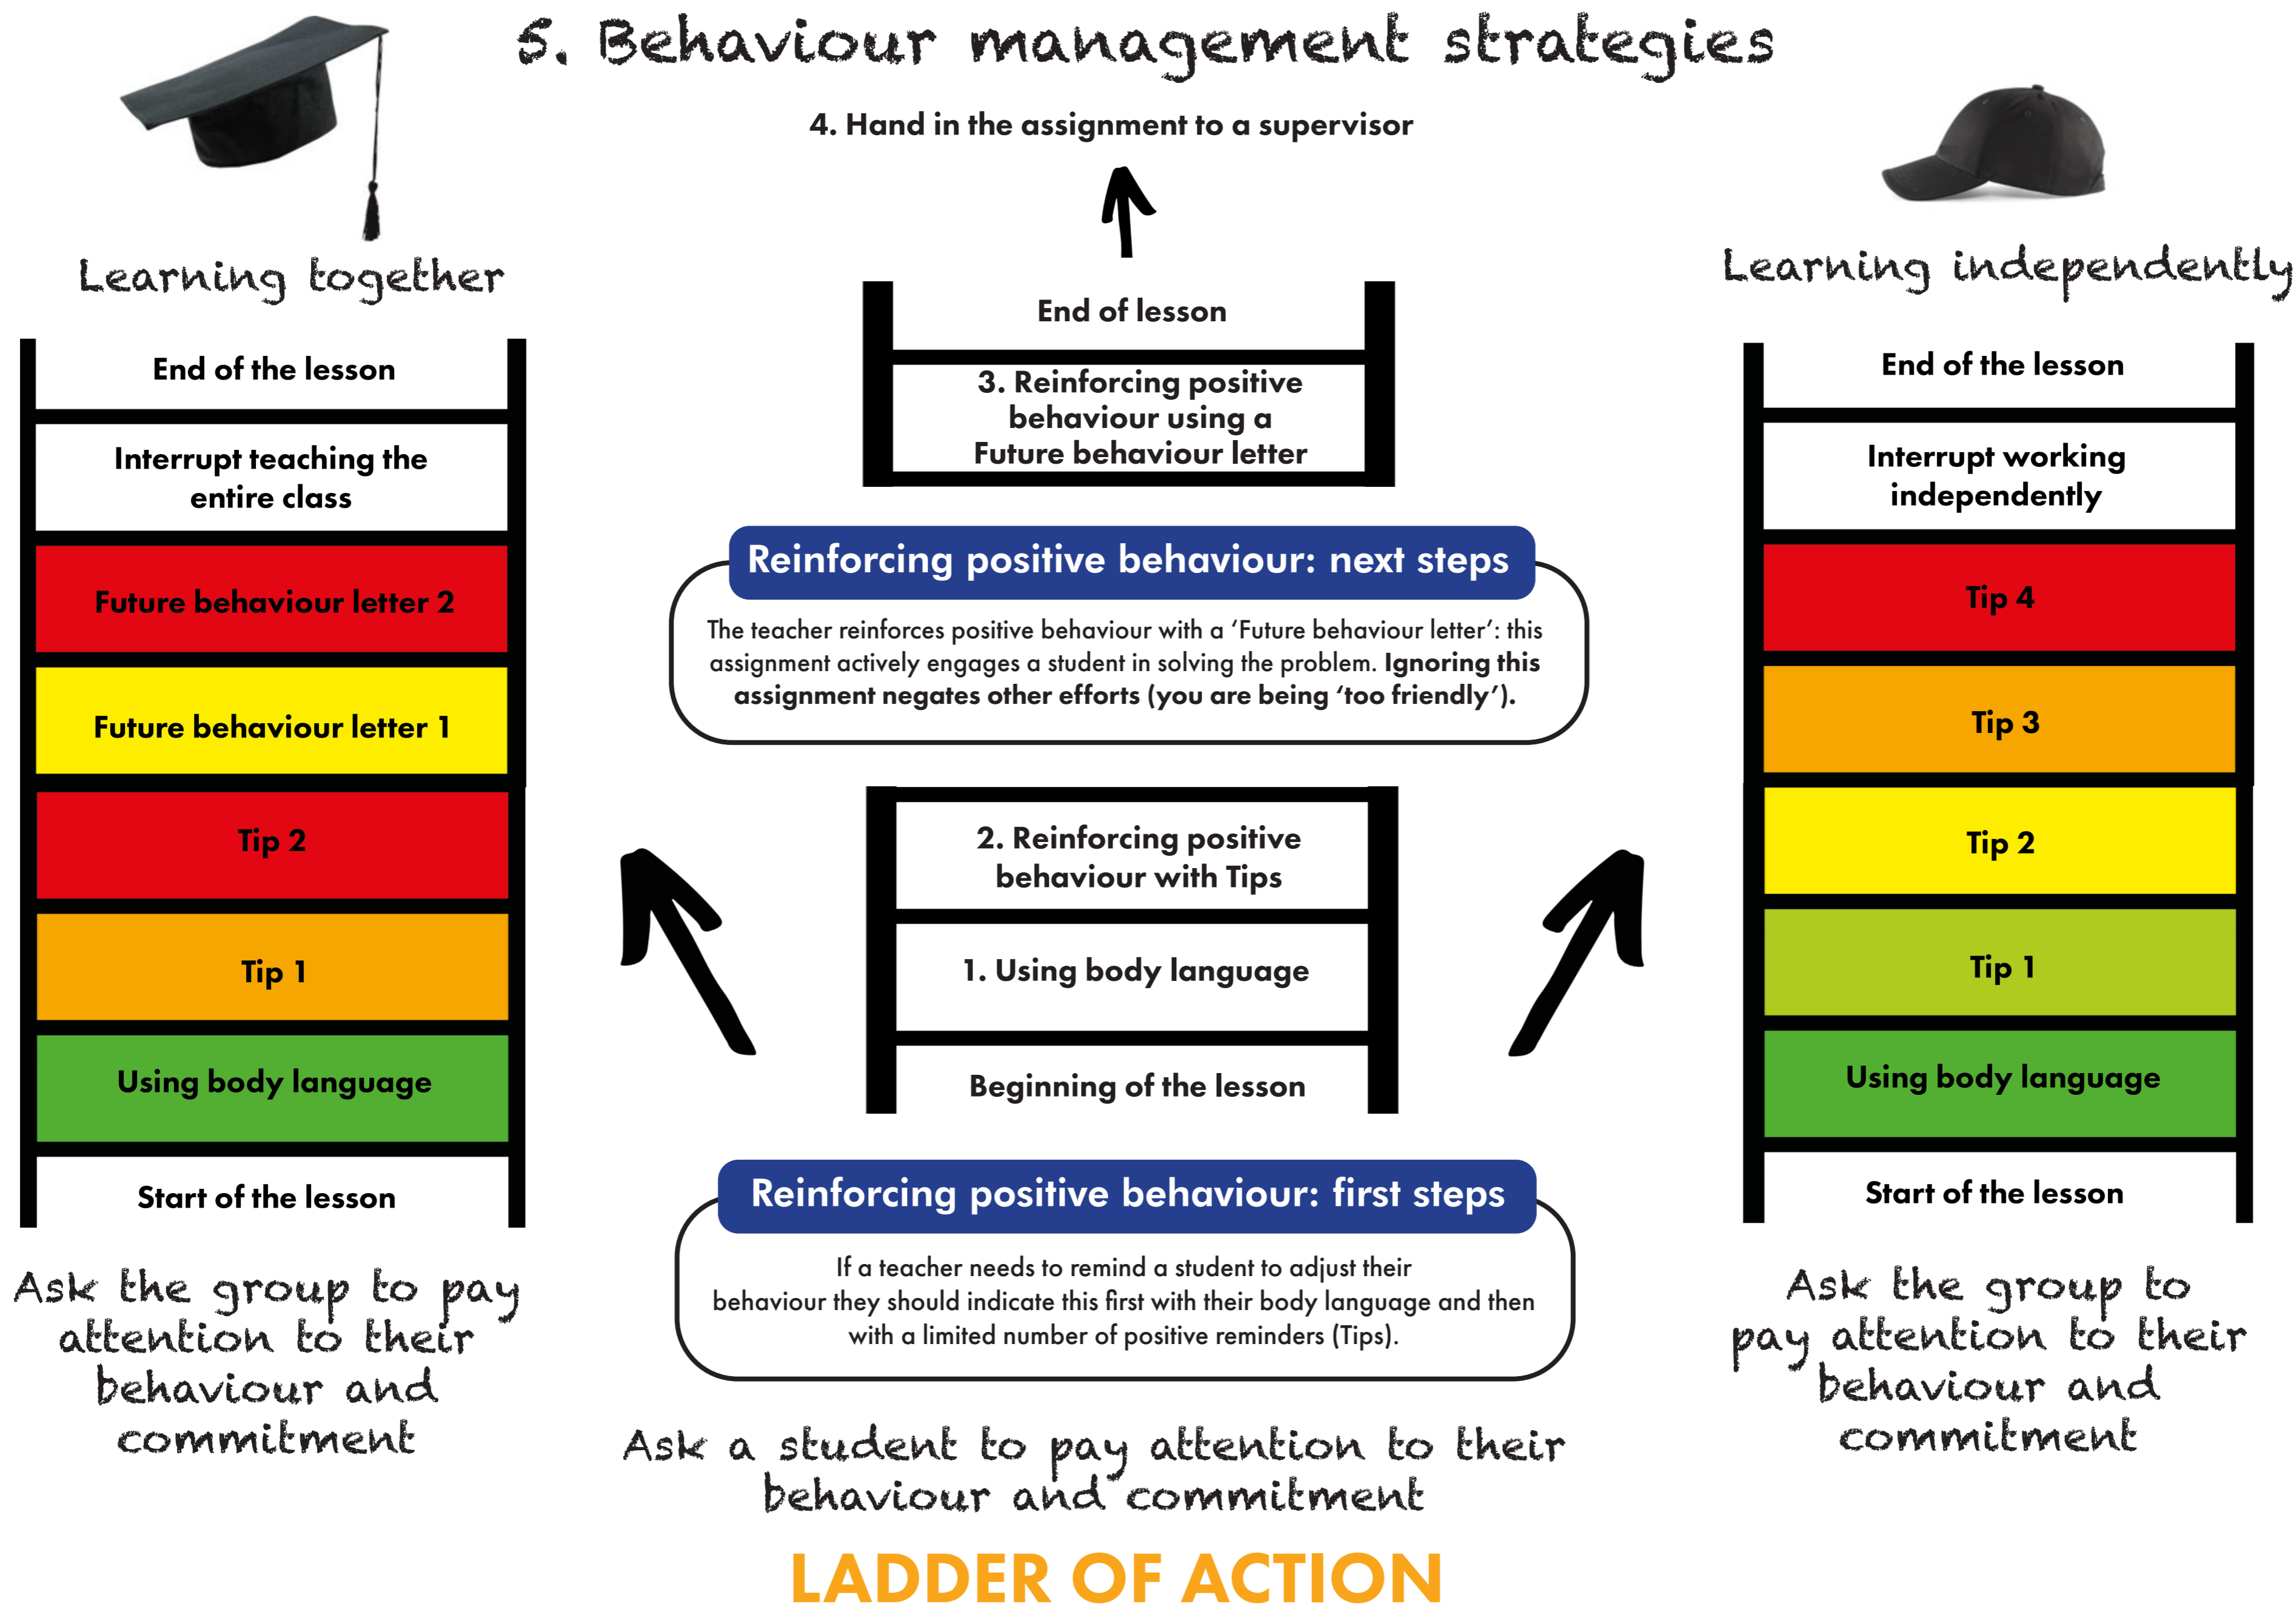 5. Behaviour management strategies
4. Hand in the assignment to a supervisor
Learning together
End of the lesson
Interrupt teaching the
entire class
Future behaviour letter 2
Future behaviour letter 1
Tip 2
Tip 1
Using body language
Start of the lesson
Ask the group to pay
attention to their
behaviour and
commitment
End of lesson
3. Reinforcing positive
behaviour using a
Future behaviour letter
Reinforcing positive behaviour: next steps
The teacher reinforces positive behaviour with a ‘Future behaviour letter’: this
assignment actively engages a student in solving the problem. Ignoring this
assignment negates other efforts (you are being ‘too friendly’).
2. Reinforcing positive
behaviour with Tips
1. Using body language
Beginning of the lesson
Reinforcing positive behaviour: first steps
If a teacher needs to remind a student to adjust their
behaviour they should indicate this first with their body language and then
with a limited number of positive reminders (Tips).
Ask a student to pay attention to their
behaviour and commitment
LADDER OF ACTION
Learning independently
End of the lesson
Interrupt working
independently
Tip 4
Tip 3
Tip 2
Tip 1
Using body language
Start of the lesson
Ask the group to
pay attention to their
behaviour and
commitment